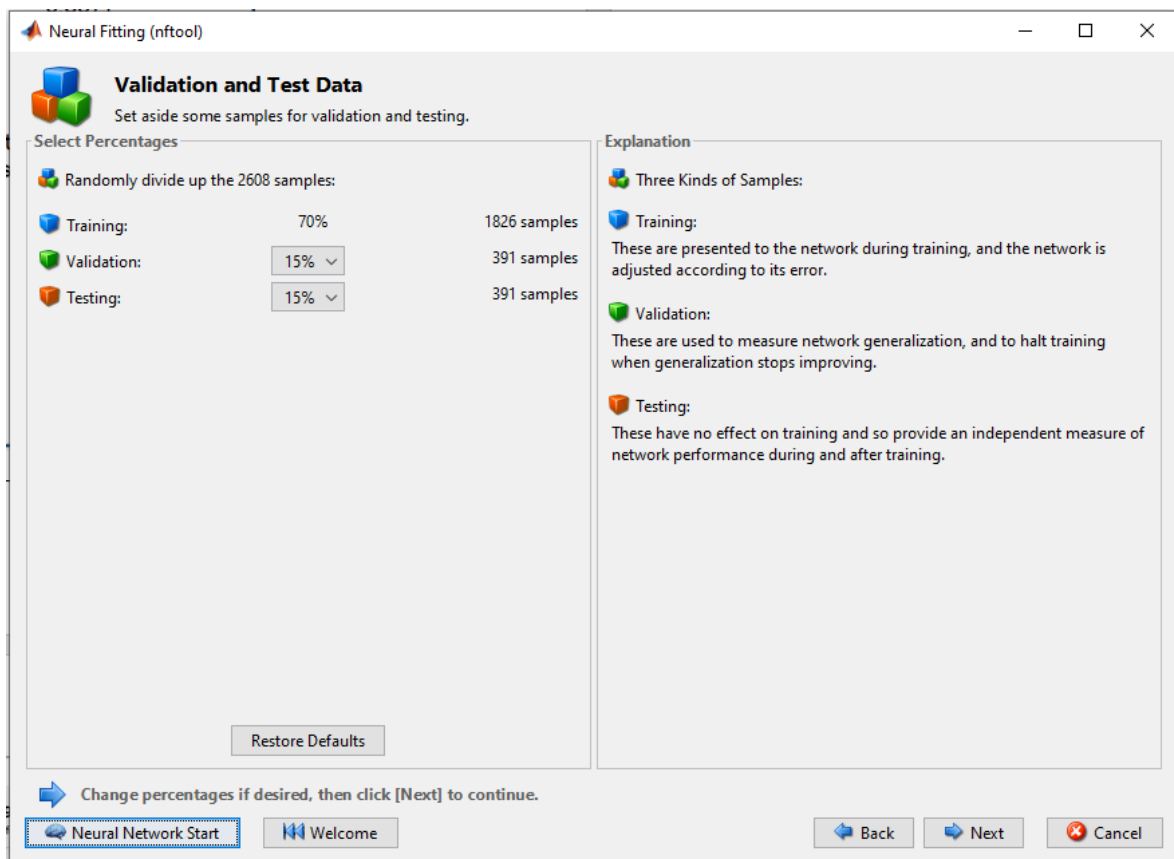 Neural Fitting (nftool)
Validation and Test Data
Set aside some samples for validation and testing.
Select Percentages
Randomly divide up the 2608 samples:
Training: 70% 1826 samples
Validation: 15% 391 samples
Testing: 15% 391 samples
Restore Defaults
Explanation
Three Kinds of Samples:
Training:
These are presented to the network during training, and the network is
adjusted according to its error.
Validation:
These are used to measure network generalization, and to halt training
when generalization stops improving.
Testing:
These have no effect on training and so provide an independent measure of
network performance during and after training.
Change percentages if desired, then click [Next] to continue.
Neural Network Start Welcome Back Next Cancel